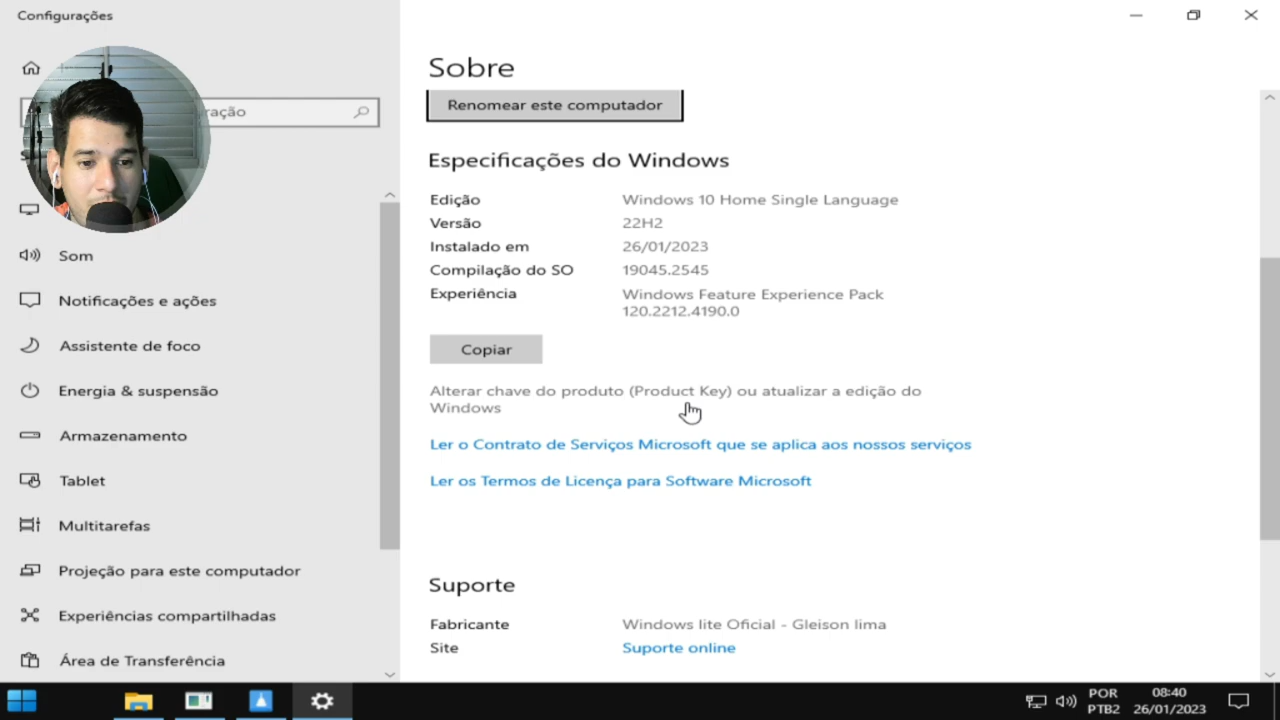 Configurações
ração
Som
Notificações e ações
Assistente de foco
Energia & suspensão
Armazenamento
Tablet
Multitarefas
Projeção para este computador
Experiências compartilhadas
Área de Transferência
Sobre
Renomear este computador
Especificações do Windows
Edição Windows 10 Home Single Language
Versão 22H2
Instalado em 26/01/2023
Compilação do SO 19045.2545
Experiência Windows Feature Experience Pack
120.2212.4190.0
Copiar
Alterar chave do produto (Product Key) ou atualizar a edição do
Windows
Ler o Contrato de Serviços Microsoft que se aplica aos nossos serviços
Ler os Termos de Licença para Software Microsoft
Suporte
Fabricante Windows lite Oficial - Gleison lima
Site Suporte online
POR 08:40
PTB2 26/01/2023